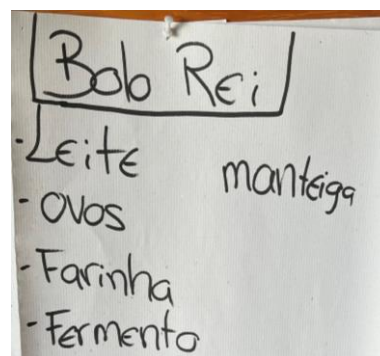 Bolo Rei
- Leite
manteiga
- ovos
- Farinha
- Fermento